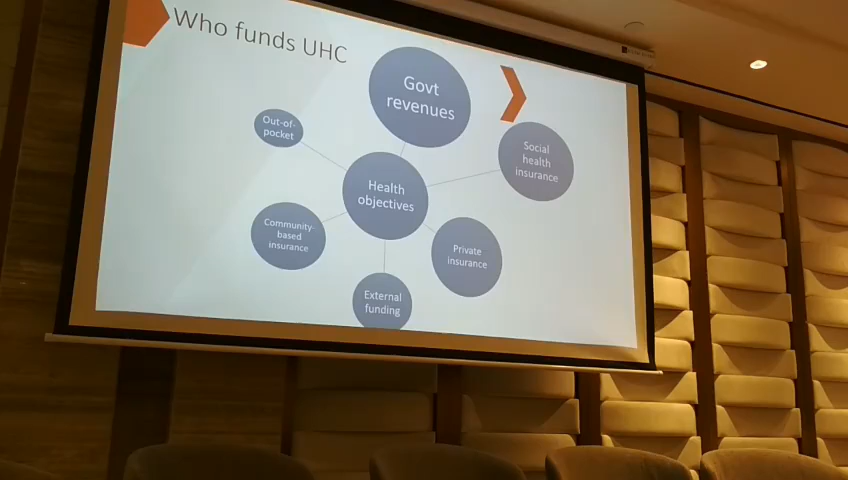 Who funds UHC
Govt
revenues
Out-of-
pocket
Social
health
insurance
Health
objectives
Community-
based
insurance
Private
insurance
External
funding